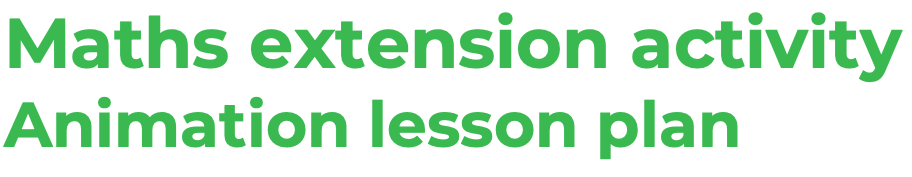 Maths extension activity
Animation lesson plan